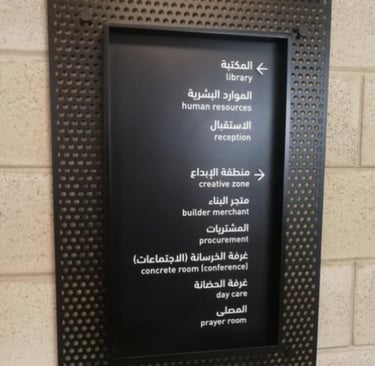 المكتبة ←
library
الموارد البشرية
human resources
الاستقبال
reception
منطقة الإبداع →
creative zone
متجر البناء
builder merchant
المشتريات
procurement
غرفة الخرسانة (الاجتماعات)
concrete room (conference)
غرفة الحضانة
day care
المصلى
prayer room